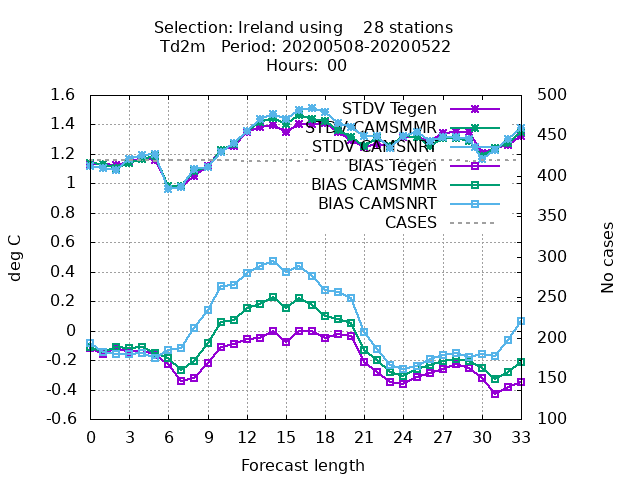 Selection: Ireland using    28 stations
Td2m   Period: 20200508-20200522
Hours:  00
1.6
1.4
1.2
1
0.8
0.6
0.4
0.2
0
-0.2
-0.4
-0.6
deg C
STDV Tegen
STDV CAMSMMR
STDV CAMSNRT
BIAS Tegen
BIAS CAMSMMR
BIAS CAMSNRT
CASES
500
450
400
350
300
250
200
150
100
No cases
0 3 6 9 12 15 18 21 24 27 30 33
Forecast length